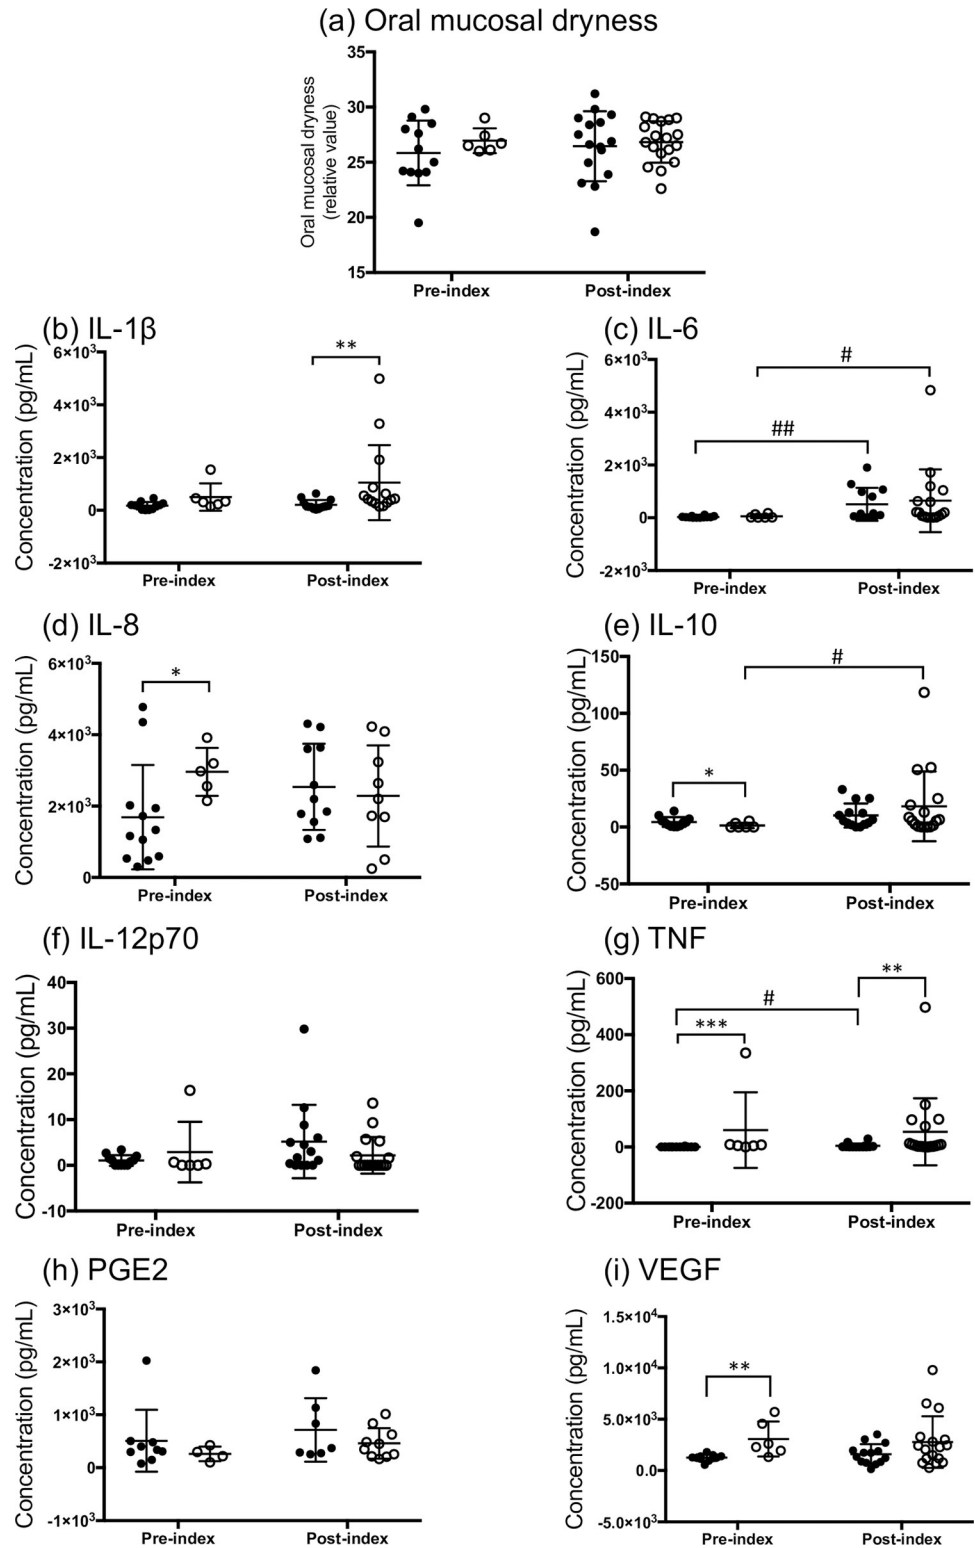 (a) Oral mucosal dryness
35
30
25
20
15
Oral mucosal dryness
(relative value)
Pre-index
Post-index
(b) IL-1β
6×10³
4×10³
2×10³
0
-2×10³
Concentration (pg/mL)
**
Pre-index
Post-index
(c) IL-6
6×10³
4×10³
2×10³
0
-2×10³
Concentration (pg/mL)
#
##
Pre-index
Post-index
(d) IL-8
6×10³
4×10³
2×10³
0
Concentration (pg/mL)
*
Pre-index
Post-index
(e) IL-10
150
100
50
0
-50
Concentration (pg/mL)
#
*
Pre-index
Post-index
(f) IL-12p70
40
30
20
10
0
-10
Concentration (pg/mL)
Pre-index
Post-index
(g) TNF
600
400
200
0
-200
Concentration (pg/mL)
**
#
***
Pre-index
Post-index
(h) PGE2
3×10³
2×10³
1×10³
0
-1×10³
Concentration (pg/mL)
Pre-index
Post-index
(i) VEGF
1.5×10⁴
1.0×10⁴
5.0×10³
0.0
-5.0×10³
Concentration (pg/mL)
**
Pre-index
Post-index